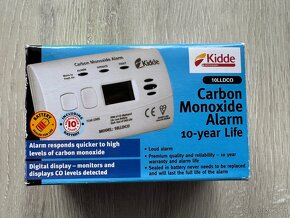 Carbon Monoxide Alarm
Kidde
MODEL: 10LLDCO
Alarm responds quicker to high
levels of carbon monoxide
Digital display - monitors and
displays CO levels detected
Kidde
10LLDCO
Carbon
Monoxide
Alarm
10-year Life
• Loud alarm
• Premium quality and reliability - 10 year
warranty and alarm life
• Sealed in battery never needs to be replaced
and will last the full life of the alarm